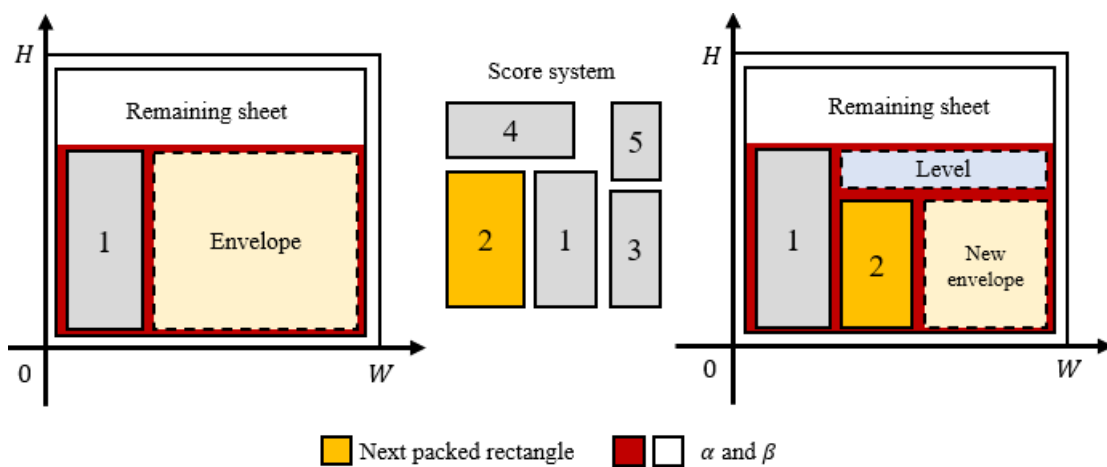 H
Remaining sheet
1
Envelope
0
W
Score system
4
5
2
1
3
H
Remaining sheet
Level
1
2
New
envelope
0
W
Next packed rectangle
α and β